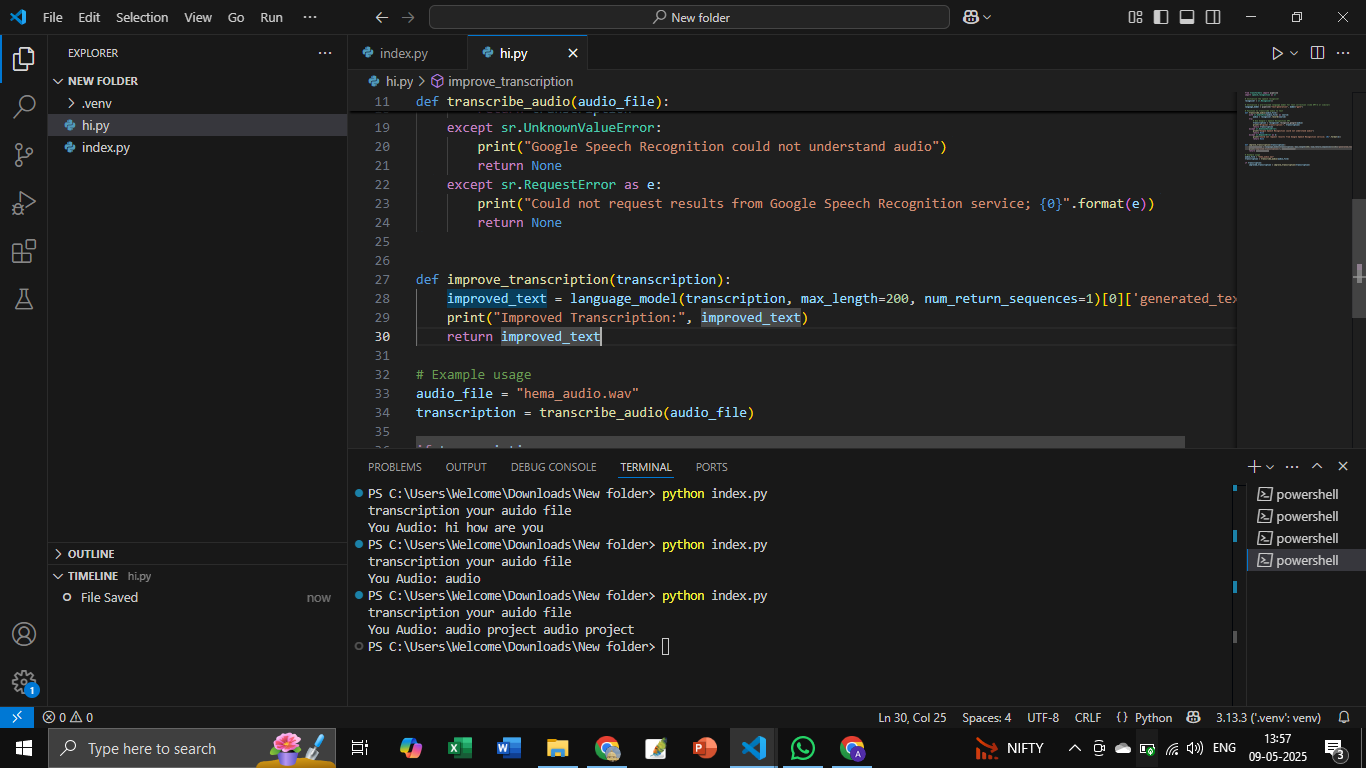 File Edit Selection View Go Run ···
New folder
EXPLORER ···
NEW FOLDER
.venv
hi.py
index.py
OUTLINE
TIMELINE hi.py
File Saved now
1
index.py
hi.py
hi.py > improve_transcription
11 def transcribe_audio(audio_file):
19 except sr.UnknownValueError:
20 print("Google Speech Recognition could not understand audio")
21 return None
22 except sr.RequestError as e:
23 print("Could not request results from Google Speech Recognition service; {0}".format(e))
24 return None
25
26
27 def improve_transcription(transcription):
28 improved_text = language_model(transcription, max_length=200, num_return_sequences=1)[0]['generated_tex
29 print("Improved Transcription:", improved_text)
30 return improved_text
31
32 # Example usage
33 audio_file = "hema_audio.wav"
34 transcription = transcribe_audio(audio_file)
35
PROBLEMS OUTPUT DEBUG CONSOLE TERMINAL PORTS
PS C:\Users\Welcome\Downloads\New folder> python index.py
transcription your auido file
You Audio: hi how are you
PS C:\Users\Welcome\Downloads\New folder> python index.py
transcription your auido file
You Audio: audio
PS C:\Users\Welcome\Downloads\New folder> python index.py
transcription your auido file
You Audio: audio project audio project
PS C:\Users\Welcome\Downloads\New folder>
powershell
powershell
powershell
powershell
0 0
Ln 30, Col 25 Spaces: 4 UTF-8 CRLF {} Python 3.13.3 ('.venv': venv)
Type here to search
NIFTY
ENG
13:57
09-05-2025
3